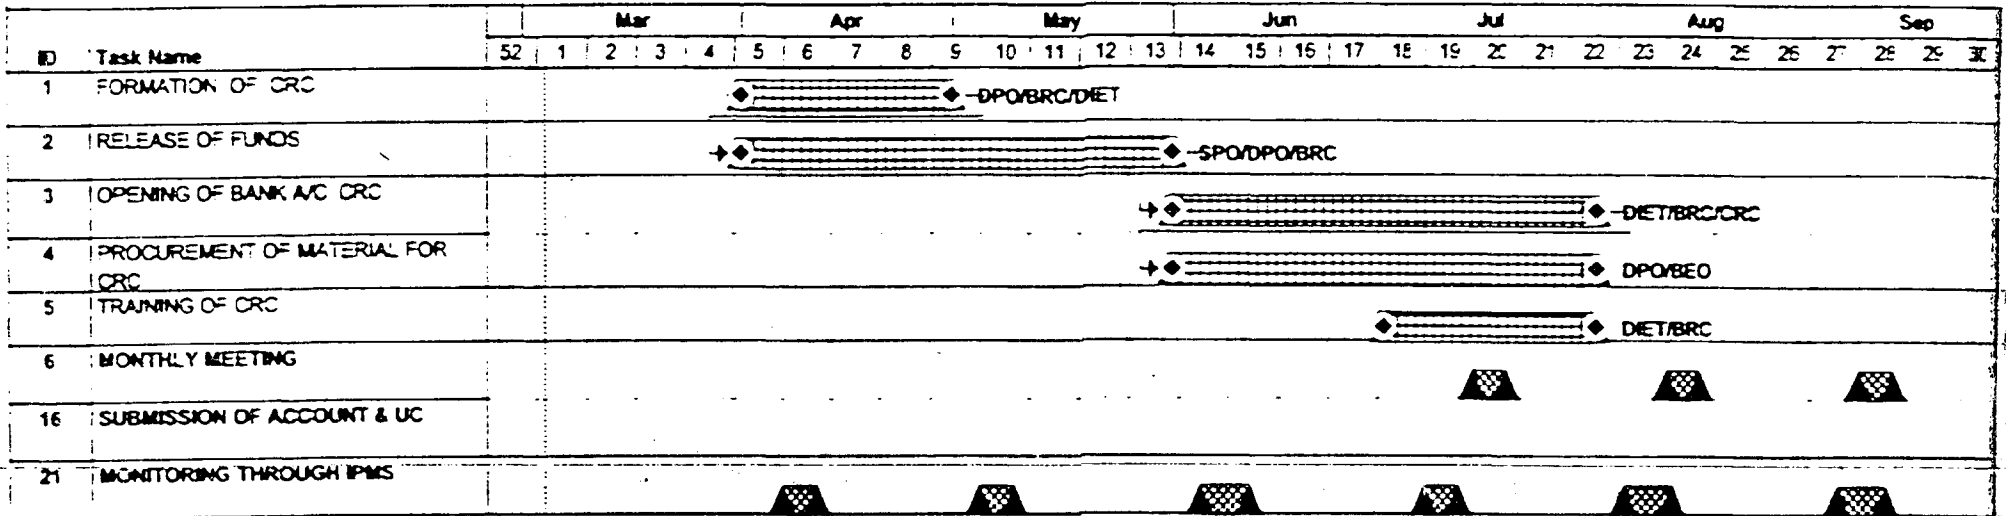 Mar Apr May Jun Jul Aug Sep
ID Task Name 52 1 2 3 4 5 6 7 8 9 10 11 12 13 14 15 16 17 18 19 20 21 22 23 24 25 26 27 28 29 30
1 FORMATION OF CRC DPO/BRC/DIET
2 RELEASE OF FUNDS SPO/DPO/BRC
3 OPENING OF BANK A/C CRC DIET/BRC/CRC
4 PROCUREMENT OF MATERIAL FOR DPO/BEO
CRC
5 TRAINING OF CRC DIET/BRC
6 MONTHLY MEETING
16 SUBMISSION OF ACCOUNT & UC
21 MONITORING THROUGH IPMS